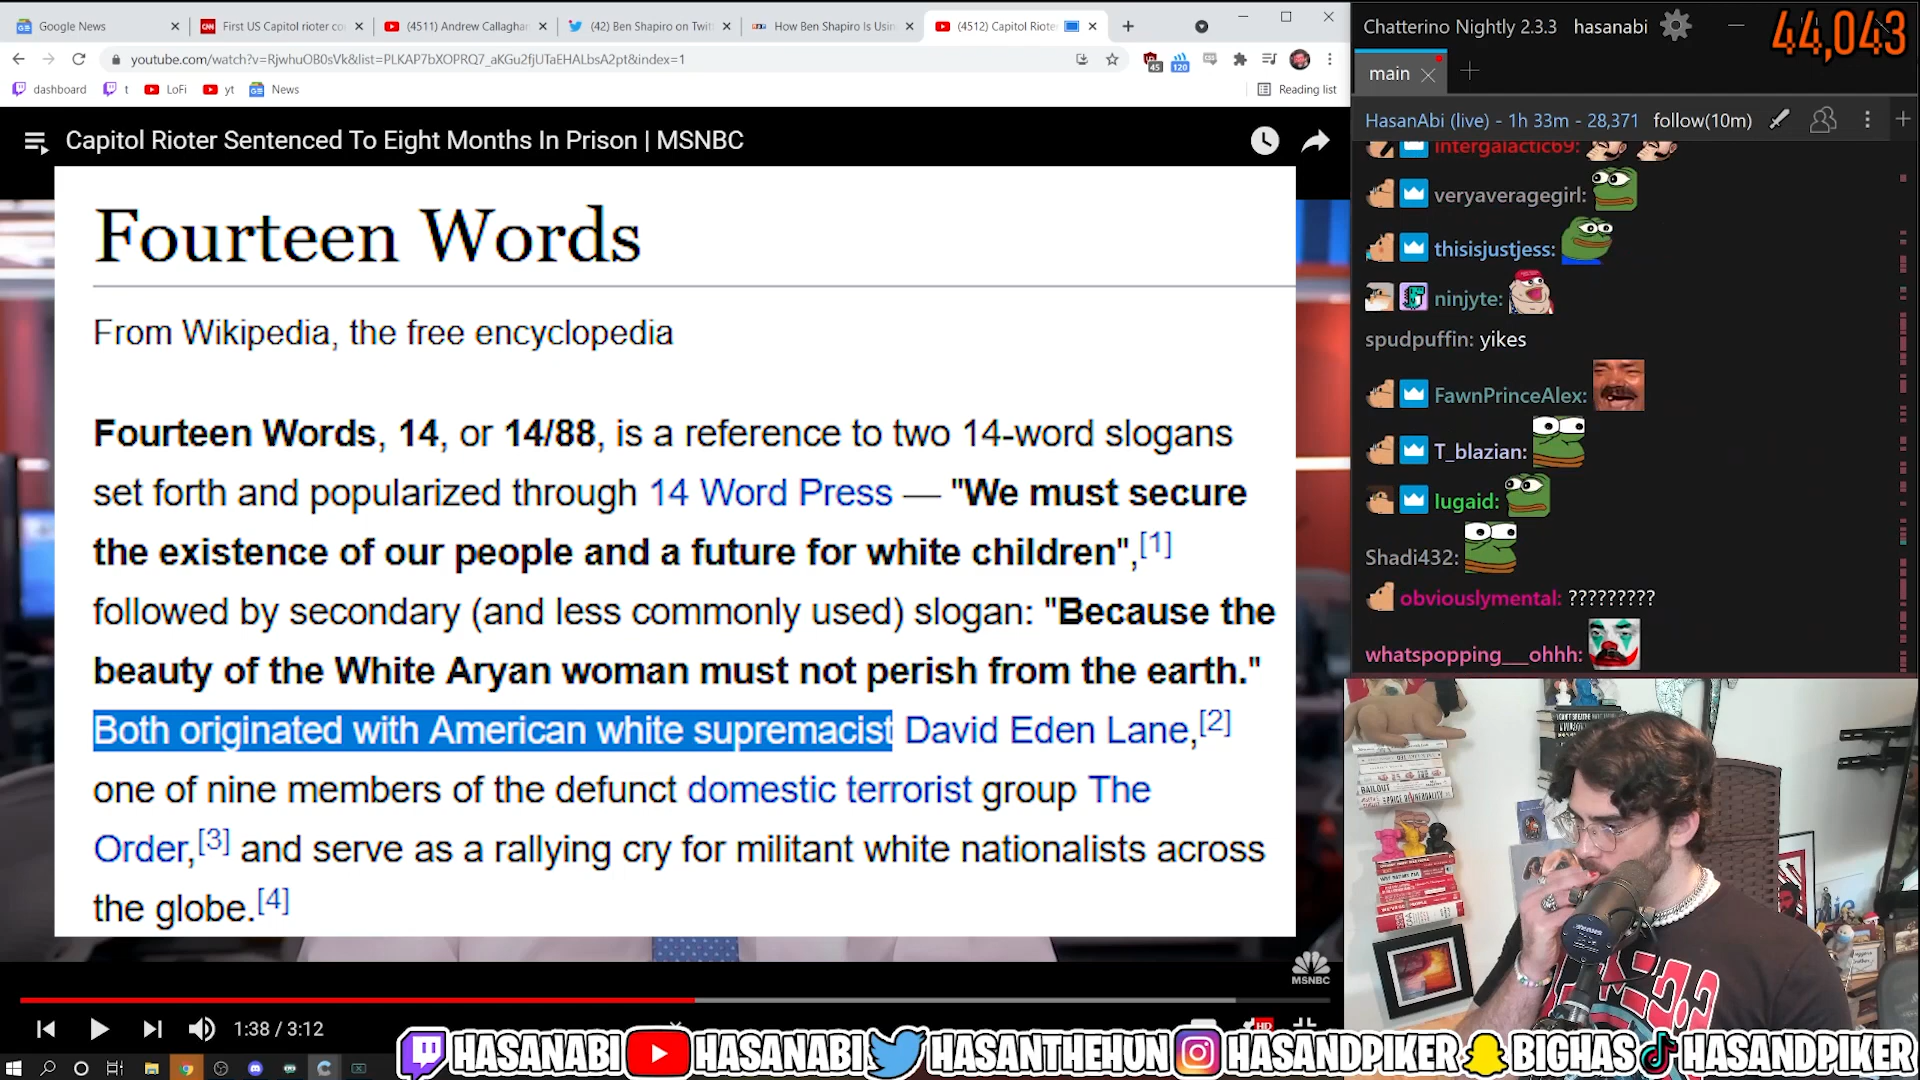 Google News
First US Capitol rioter co
(4511) Andrew Callaghan
(42) Ben Shapiro on Twit
How Ben Shapiro Is Usin
(4512) Capitol Riote
youtube.com/watch?v=RjwhuOB0sVk&list=PLKAP7bXOPRQ7_aKGu2fjUTaEHALbsA2pt&index=1
45
120
dashboard
t
LoFi
yt
News
Reading list
Capitol Rioter Sentenced To Eight Months In Prison | MSNBC
Fourteen Words
From Wikipedia, the free encyclopedia
Fourteen Words, 14, or 14/88, is a reference to two 14-word slogans
set forth and popularized through 14 Word Press — "We must secure
the existence of our people and a future for white children",[1]
followed by secondary (and less commonly used) slogan: "Because the
beauty of the White Aryan woman must not perish from the earth."
Both originated with American white supremacist David Eden Lane,[2]
one of nine members of the defunct domestic terrorist group The
Order,[3] and serve as a rallying cry for militant white nationalists across
the globe.[4]
MSNBC
1:38 / 3:12
HD
Chatterino Nightly 2.3.3
hasanabi
44,043
main
HasanAbi (live) - 1h 33m - 28,371
follow(10m)
intergalactic69:
veryaveragegirl:
thisisjustjess:
ninjyte:
spudpuffin: yikes
FawnPrinceAlex:
T_blazian:
lugaid:
Shadi432:
obviouslymental: ?????????
whatspopping___ohhh:
BAILOUT
HASANABI
HASANABI
HASANTHEHUN
HASANDPIKER
BIGHAS
HASANDPIKER